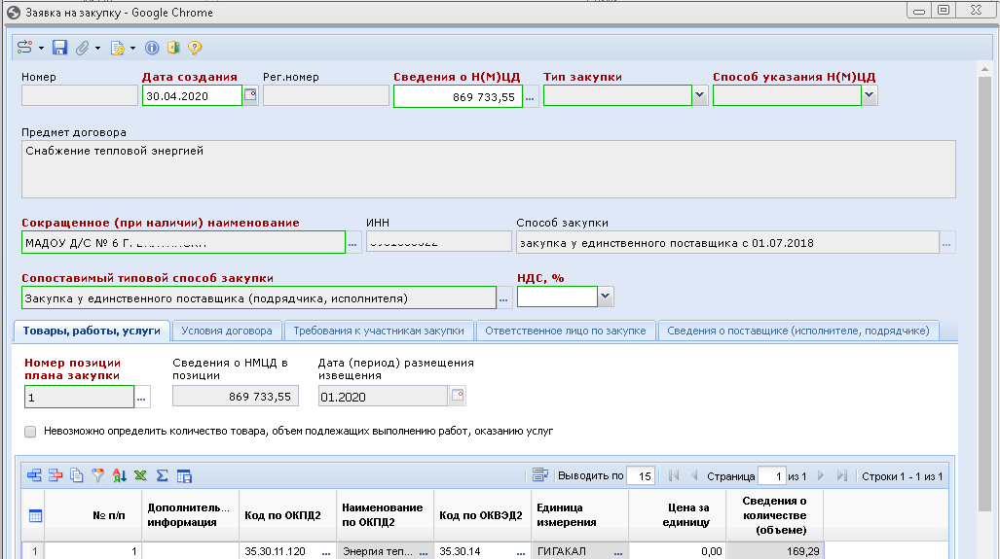 Заявка на закупку - Google Chrome
Номер Дата создания Рег.номер Сведения о Н(М)ЦД Тип закупки Способ указания Н(М)ЦД
30.04.2020 869 733,55 ...
Предмет договора
Снабжение тепловой энергией
Сокращенное (при наличии) наименование ИНН Способ закупки
МАДОУ Д/С № 6 Г. ... закупка у единственного поставщика с 01.07.2018 ...
Сопоставимый типовой способ закупки НДС, %
Закупка у единственного поставщика (подрядчика, исполнителя) ...
Товары, работы, услуги Условия договора Требования к участникам закупки Ответственное лицо по закупке Сведения о поставщике (исполнителе, подрядчике)
Номер позиции Сведения о НМЦД в Дата (период) размещения
плана закупки позиции извещения
1 ... 869 733,55 01.2020
Невозможно определить количество товара, объем подлежащих выполнению работ, оказанию услуг
Выводить по 15 Страница 1 из 1 Строки 1 - 1 из 1
№ п/п Дополнитель... Код по ОКПД2 Наименование Код по ОКВЭД2 Единица Цена за Сведения о
информация по ОКПД2 измерения единицу количестве
(объеме)
1 1 35.30.11.120 ... Энергия теп... ... 35.30.14 ... ГИГАКАЛ ... 0,00 169,29